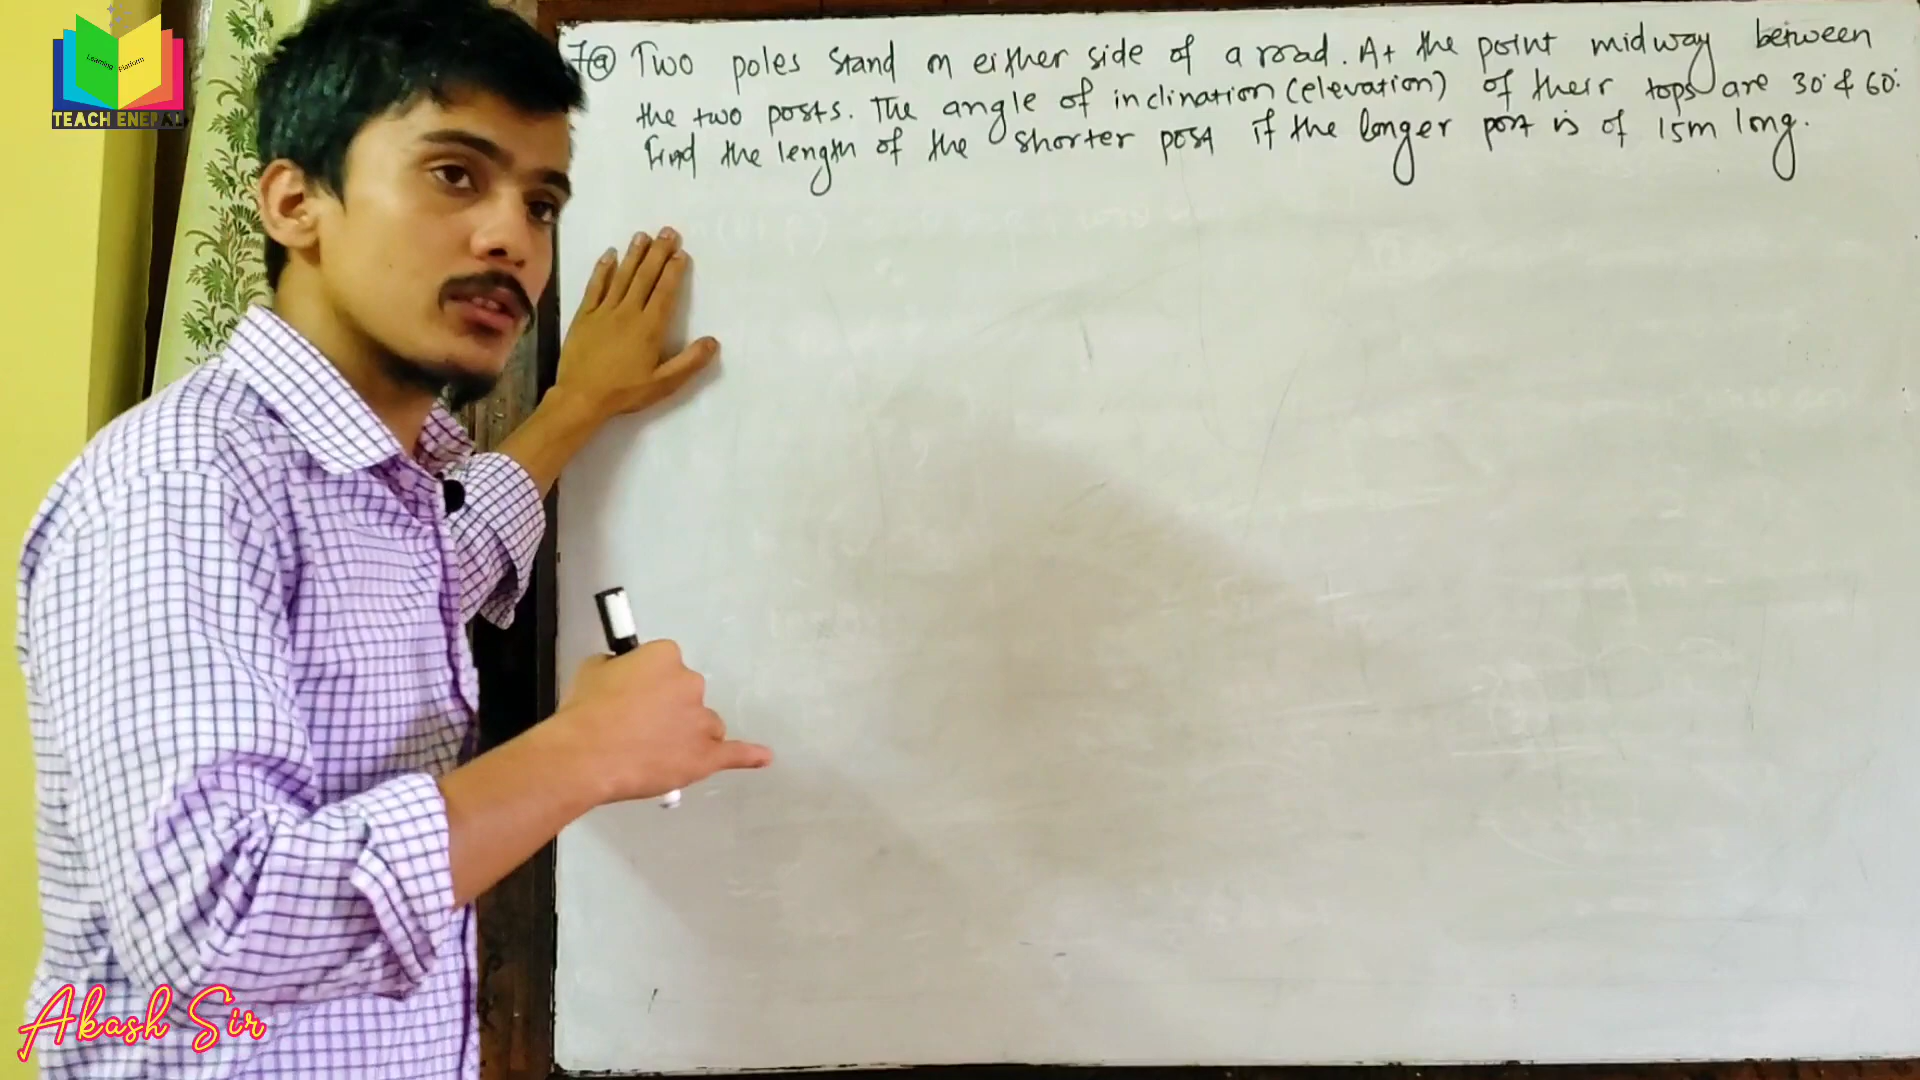 Learning Platform
TEACH ENEPAL
7@ Two poles stand on either side of a road. At the point midway between
the two posts. The angle of inclination (elevation) of their tops are 30° & 60°.
Find the length of the shorter post if the longer post is of 15m long.
Akash Sir